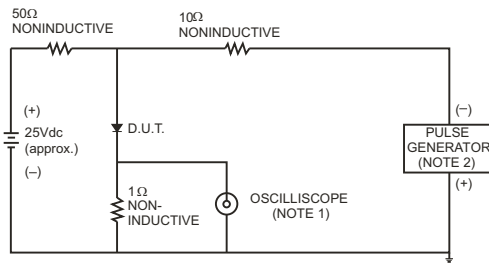 50Ω
NONINDUCTIVE
10Ω
NONINDUCTIVE
(+)
25Vdc
(approx.)
(–)
D.U.T.
1Ω
NON-
INDUCTIVE
OSCILLISCOPE
(NOTE 1)
(–)
PULSE
GENERATOR
(NOTE 2)
(+)